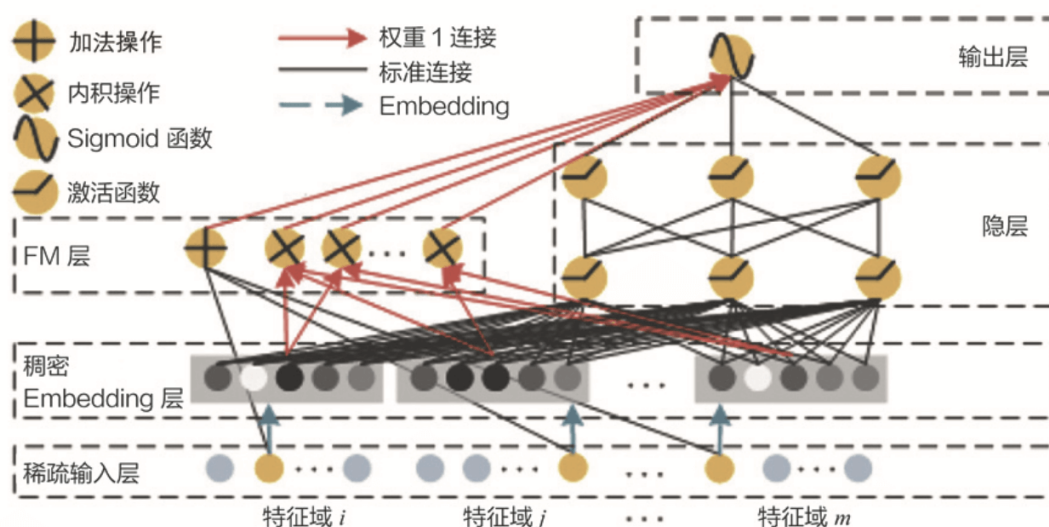 加法操作
内积操作
Sigmoid 函数
激活函数
权重 1 连接
标准连接
Embedding
输出层
隐层
FM 层
稠密
Embedding 层
稀疏输入层
特征域 i
特征域 j
...
特征域 m